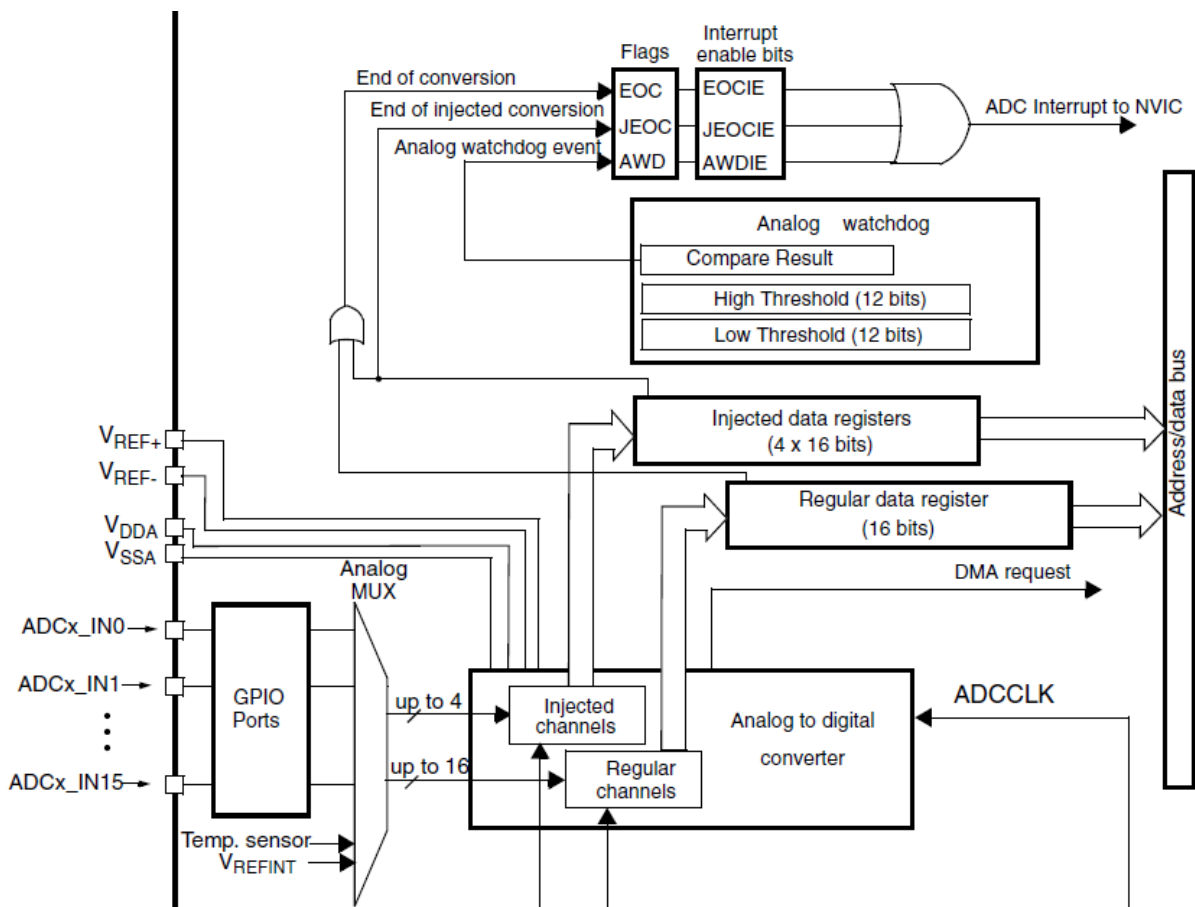 Flags
Interrupt
enable bits
End of conversion
EOC
EOCIE
End of injected conversion
JEOC
JEOCIE
ADC Interrupt to NVIC
Analog watchdog event
AWD
AWDIE
Analog watchdog
Compare Result
High Threshold (12 bits)
Low Threshold (12 bits)
Address/data bus
Injected data registers
(4 x 16 bits)
VREF+
VREF-
Regular data register
(16 bits)
VDDA
VSSA
Analog
MUX
DMA request
ADCx_IN0
ADCx_IN1
ADCx_IN15
GPIO
Ports
up to 4
Injected
channels
up to 16
Regular
channels
Analog to digital
converter
ADCCLK
Temp. sensor
VREFINT